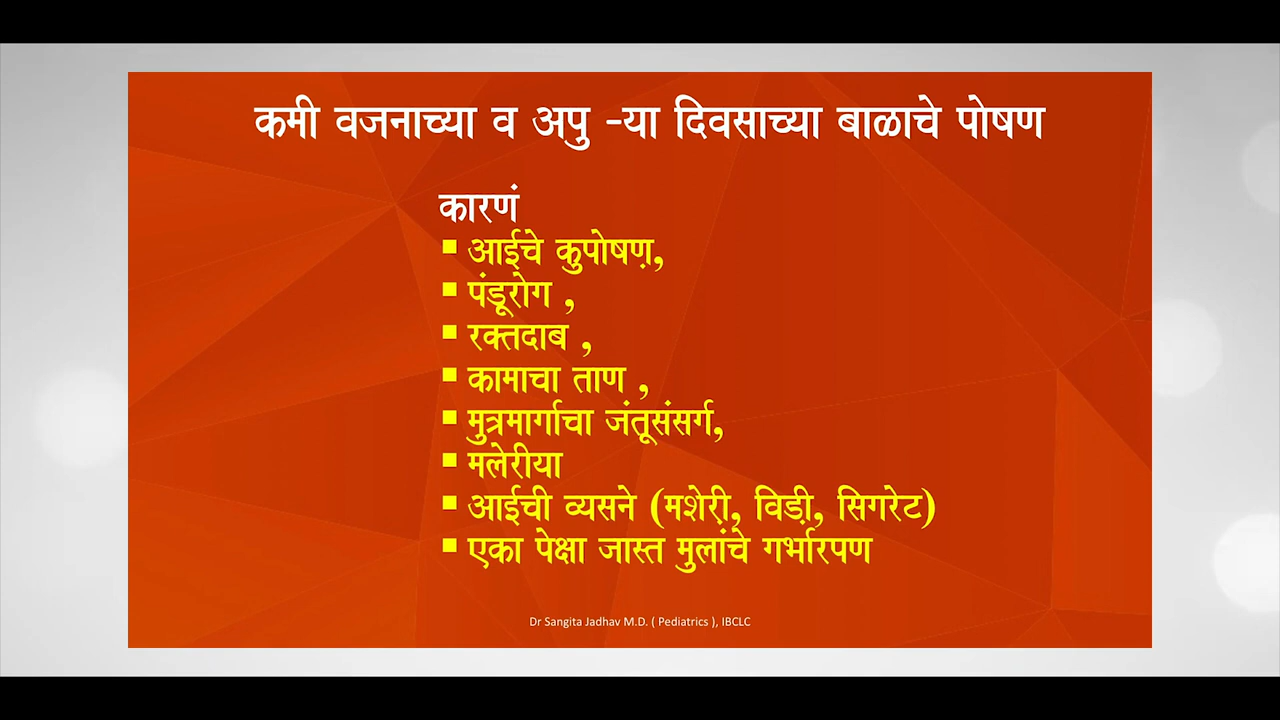 कमी वजनाच्या व अपु -या दिवसाच्या बाळाचे पोषण
कारणं
▪ आईचे कुपोषण,
▪ पंडूरोग ,
▪ रक्तदाब ,
▪ कामाचा ताण ,
▪ मुत्रमार्गाचा जंतूसंसर्ग,
▪ मलेरीया
▪ आईची व्यसने (मशेरी, विडी, सिगरेट)
▪ एका पेक्षा जास्त मुलांचे गर्भारपण
Dr Sangita Jadhav M.D. ( Pediatrics ), IBCLC